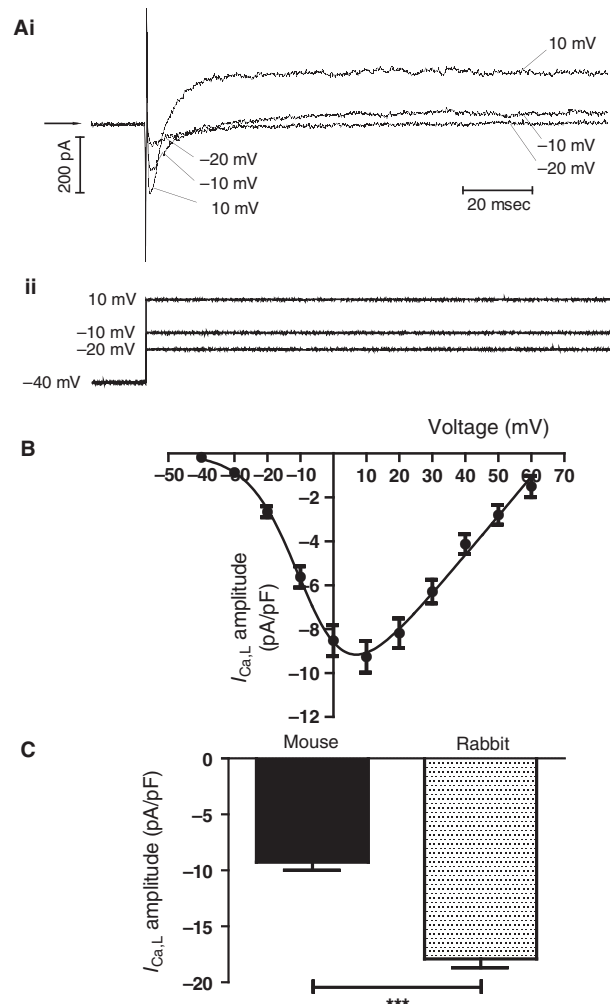 Ai
10 mV
200 pA
–20 mV
–10 mV
10 mV
–10 mV
–20 mV
20 msec
ii
10 mV
–10 mV
–20 mV
–40 mV
B
Voltage (mV)
–50 –40 –30 –20 –10 10 20 30 40 50 60 70
–2
–4
–6
–8
–10
–12
I_Ca,L amplitude
(pA/pF)
C
Mouse Rabbit
0
–5
–10
–15
–20
I_Ca,L amplitude (pA/pF)
***